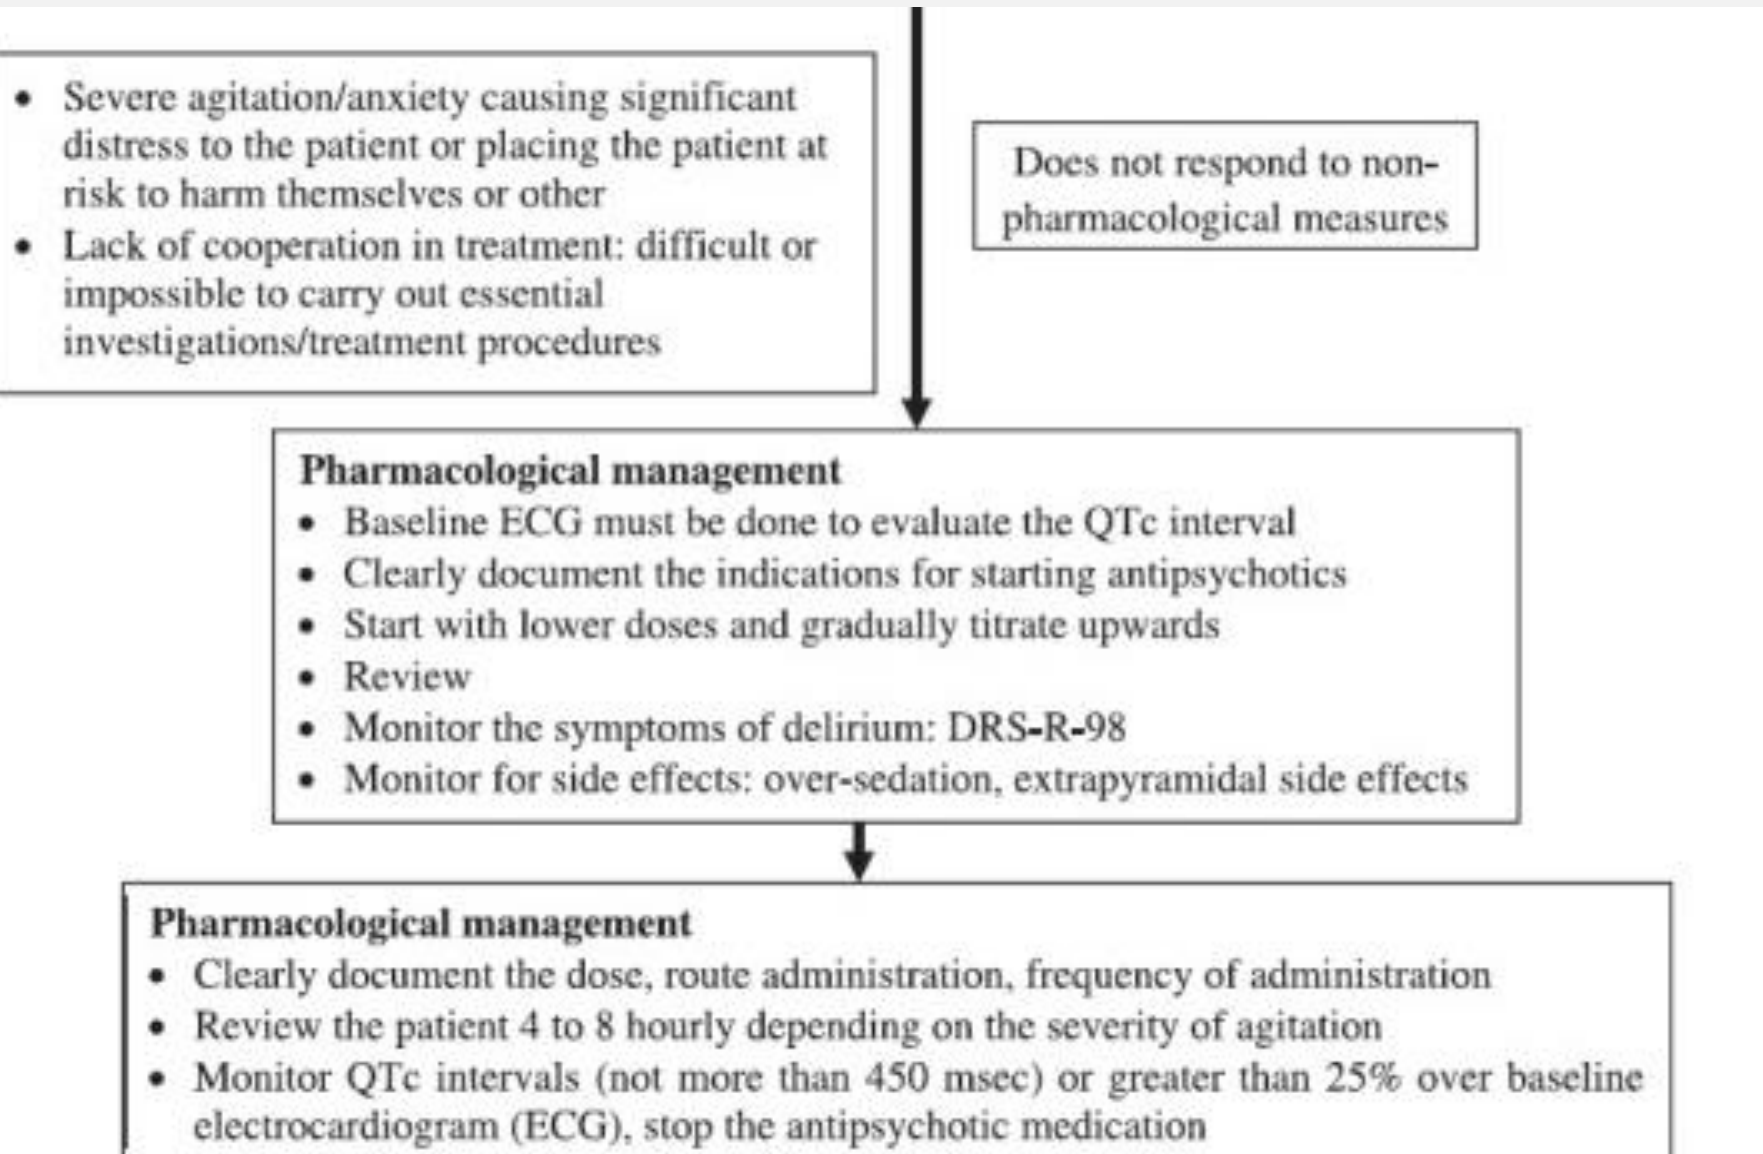 • Severe agitation/anxiety causing significant
distress to the patient or placing the patient at
risk to harm themselves or other
• Lack of cooperation in treatment: difficult or
impossible to carry out essential
investigations/treatment procedures
Does not respond to non-
pharmacological measures
Pharmacological management
• Baseline ECG must be done to evaluate the QTc interval
• Clearly document the indications for starting antipsychotics
• Start with lower doses and gradually titrate upwards
• Review
• Monitor the symptoms of delirium: DRS-R-98
• Monitor for side effects: over-sedation, extrapyramidal side effects
Pharmacological management
• Clearly document the dose, route administration, frequency of administration
• Review the patient 4 to 8 hourly depending on the severity of agitation
• Monitor QTc intervals (not more than 450 msec) or greater than 25% over baseline
electrocardiogram (ECG), stop the antipsychotic medication